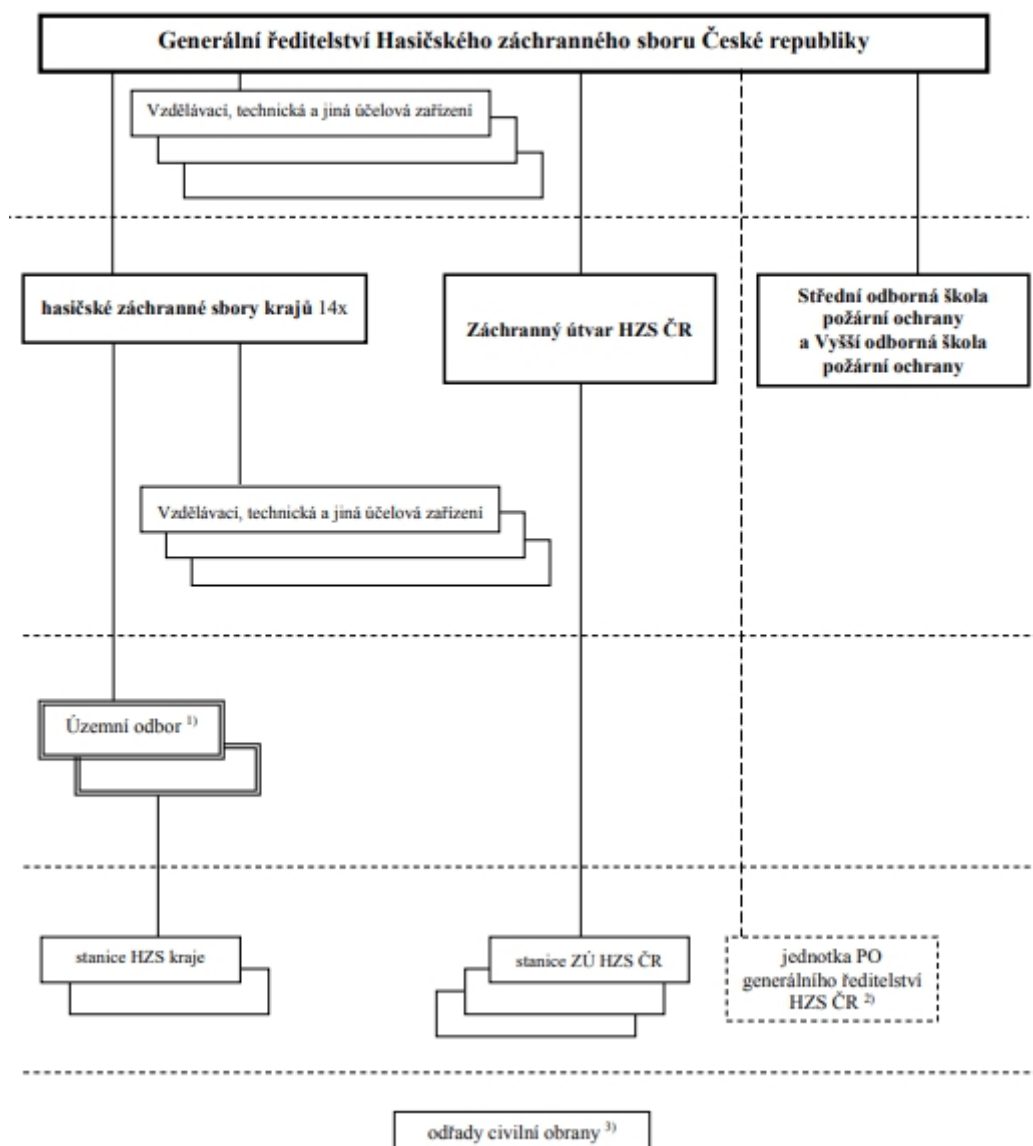 Generální ředitelství Hasičského záchranného sboru České republiky
Vzdělávací, technická a jiná účelová zařízení
hasičské záchranné sbory krajů 14x
Záchranný útvar HZS ČR
Střední odborná škola
požární ochrany
a Vyšší odborná škola
požární ochrany
Vzdělávací, technická a jiná účelová zařízení
Územní odbor 1)
stanice HZS kraje
stanice ZÚ HZS ČR
jednotka PO
generálního ředitelství
HZS ČR 2)
odřady civilní obrany 3)